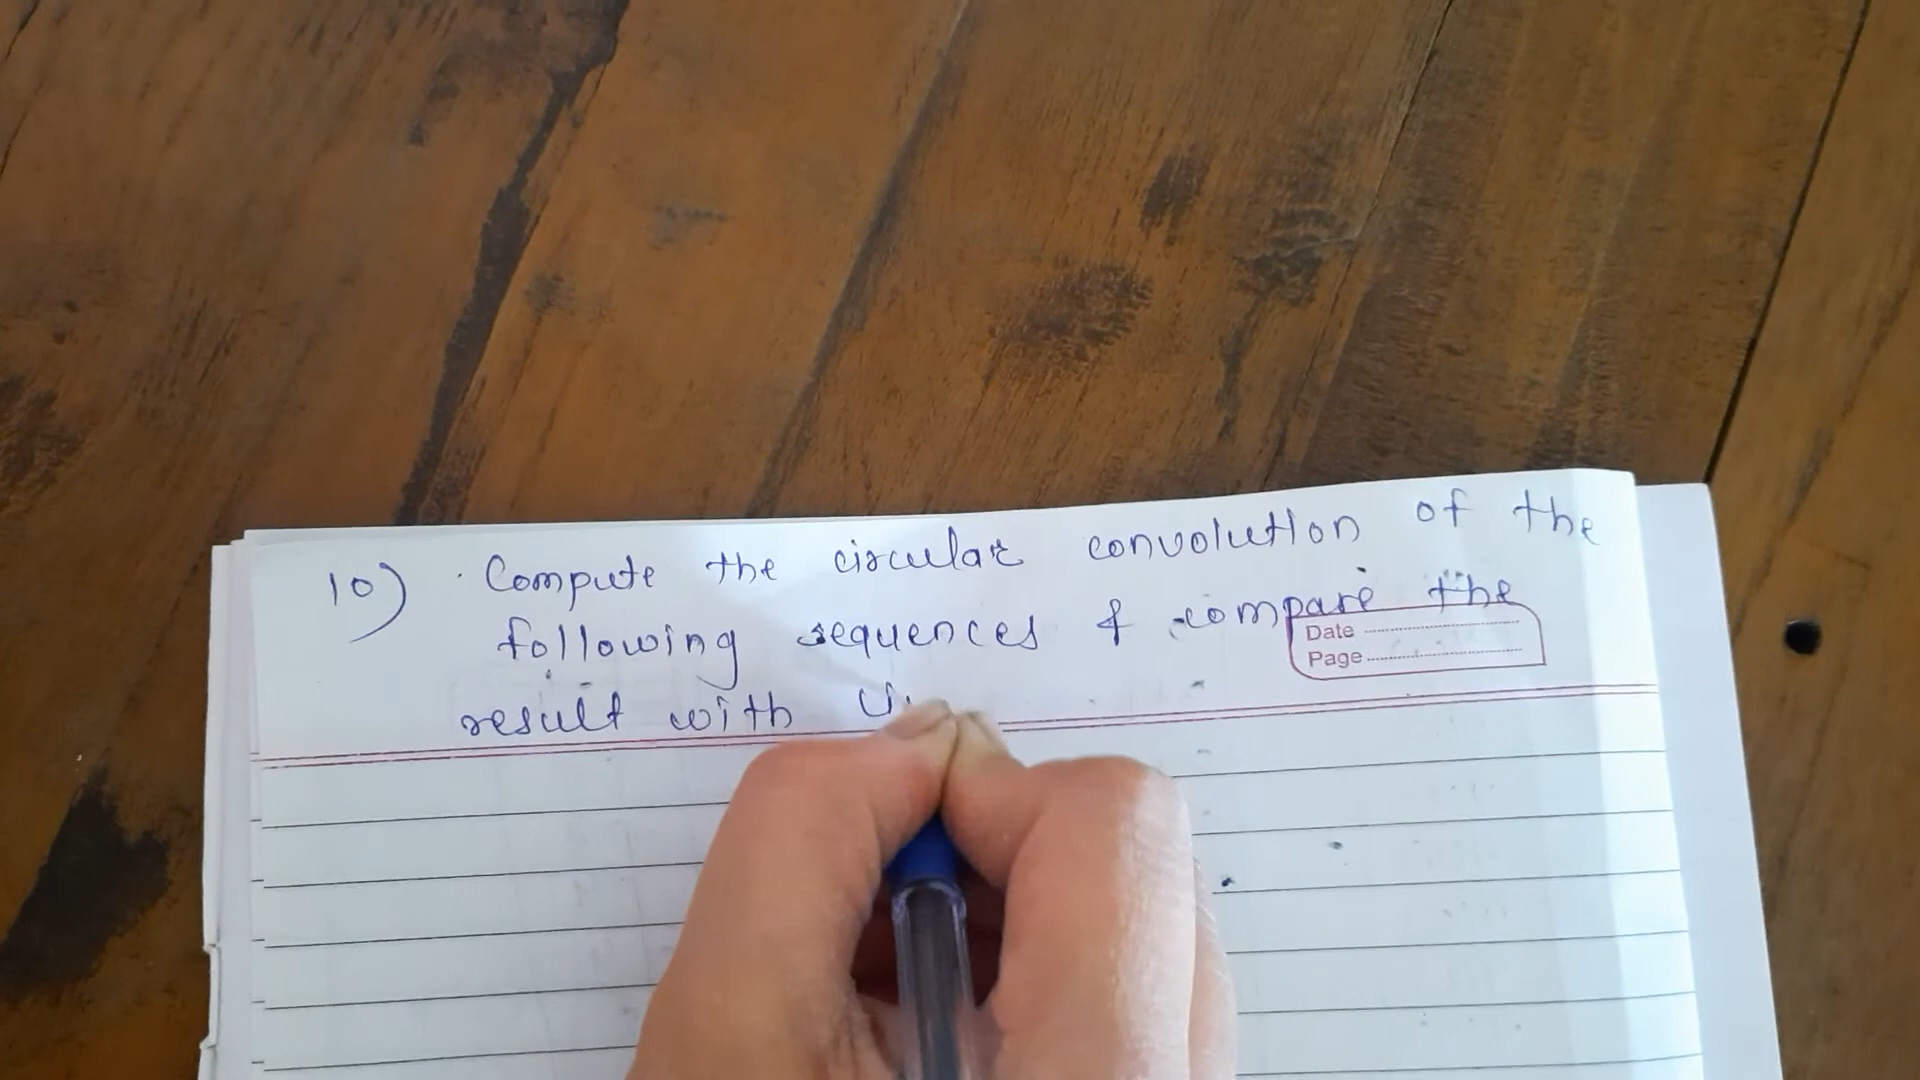 10) Compute the circular convolution of the
following sequences & compare the
Date
Page
result with